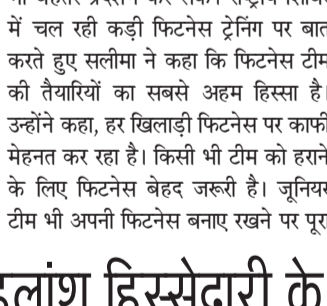 में चल रही कड़ी फिटनेस ट्रेनिंग पर बात
करते हुए सलीमा ने कहा कि फिटनेस टीम
की तैयारियों का सबसे अहम हिस्सा है।
उन्होंने कहा, हर खिलाड़ी फिटनेस पर काफी
मेहनत कर रहा है। किसी भी टीम को हराने
के लिए फिटनेस बेहद जरूरी है। जूनियर
टीम भी अपनी फिटनेस बनाए रखने पर पूरा
हिस्सेदारी के